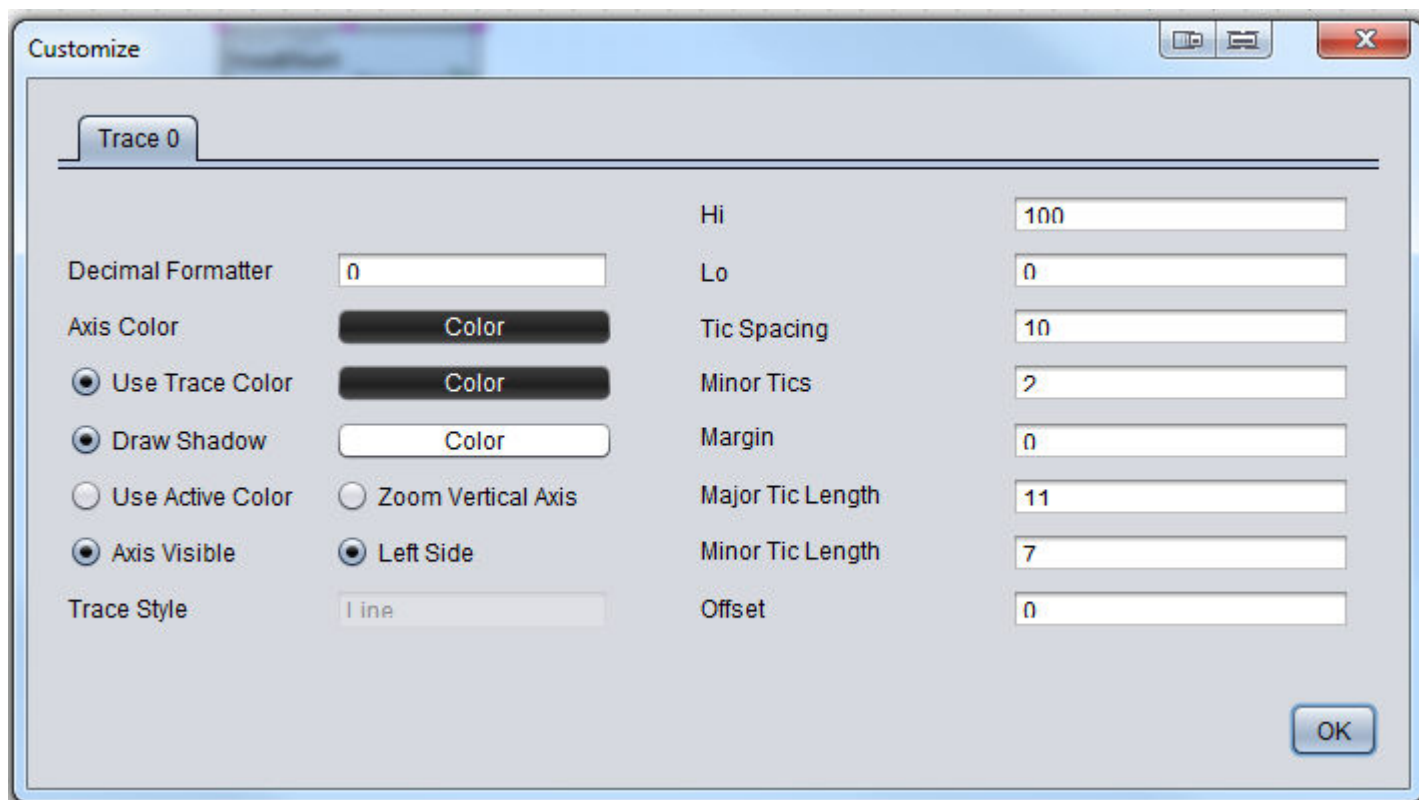 Customize
Trace 0
Hi 100
Decimal Formatter 0 Lo 0
Axis Color Color Tic Spacing 10
Use Trace Color Color Minor Tics 2
Draw Shadow Color Margin 0
Use Active Color Zoom Vertical Axis Major Tic Length 11
Axis Visible Left Side Minor Tic Length 7
Trace Style Line Offset 0
OK